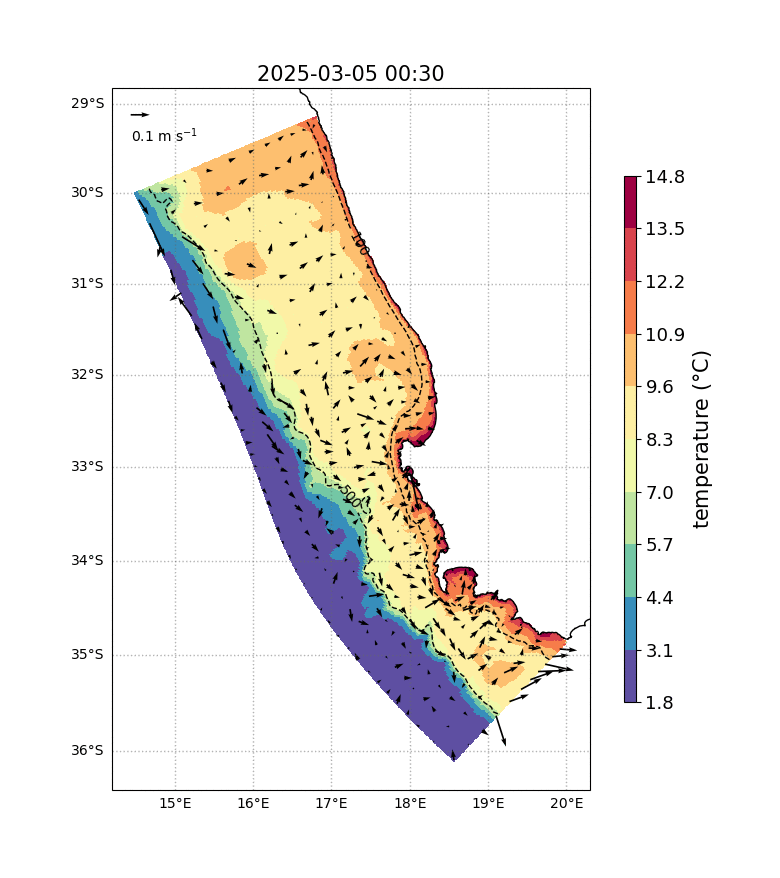 2025-03-05 00:30
29°S
0.1 m s⁻¹
30°S
100
31°S
32°S
33°S
500
34°S
35°S
36°S
15°E 16°E 17°E 18°E 19°E 20°E
14.8
13.5
12.2
10.9
9.6
8.3
7.0
5.7
4.4
3.1
1.8
temperature (°C)